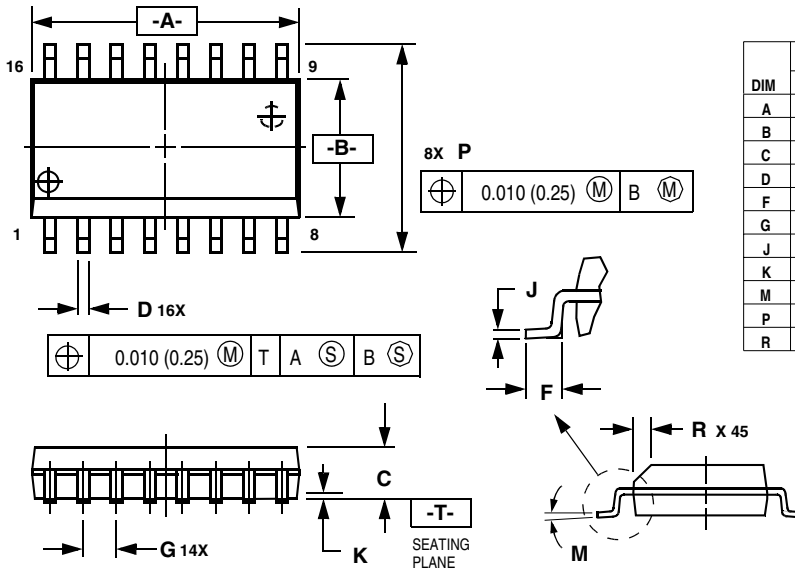 -A-
16
9
-B-
8X P
0.010 (0.25) Ⓜ B Ⓜ
1
8
J
D 16X
0.010 (0.25) Ⓜ T A Ⓢ B Ⓢ
F
R X 45
C
-T-
SEATING
PLANE
G 14X
K
M
DIM
A
B
C
D
F
G
J
K
M
P
R